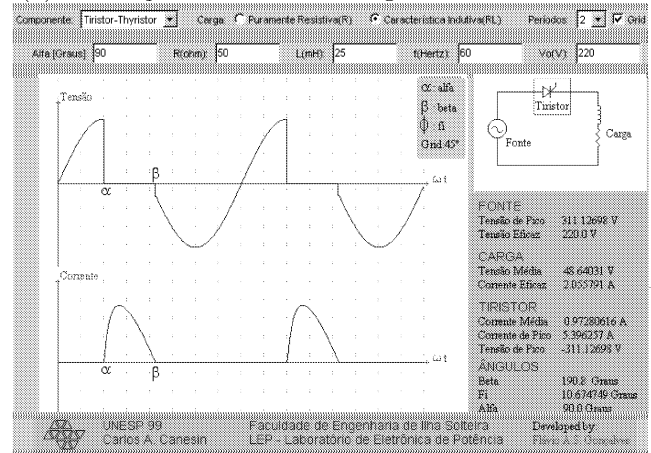 Componente: Tiristor-Thyristor Carga: Puramente Resistiva(R) Característica Indutiva(RL) Períodos: 2 Grid
Alfa [Graus]: 90 R(ohm): 50 L(mH): 25 f(Hertz): 60 Vo(V): 220
Tensão
α: alfa
β: beta
ϕ: fi
Grid:45°
Tiristor
Fonte
Carga
β
α
ωt
FONTE
Tensão de Pico 311.12698 V
Tensão Eficaz 220.0 V
CARGA
Tensão Média 48.64031 V
Corrente Eficaz 2.055791 A
TIRISTOR
Corrente Média 0.97280616 A
Corrente de Pico 5.396257 A
Tensão de Pico -311.12698 V
ÂNGULOS
Beta 190.8 Graus
Fi 10.674749 Graus
Alfa 90.0 Graus
Corrente
α
β
ωt
UNESP 99
Carlos A. Canesin
Faculdade de Engenharia de Ilha Solteira
LEP - Laboratório de Eletrônica de Potência
Developed by:
Flávio A.S. Gonçalves